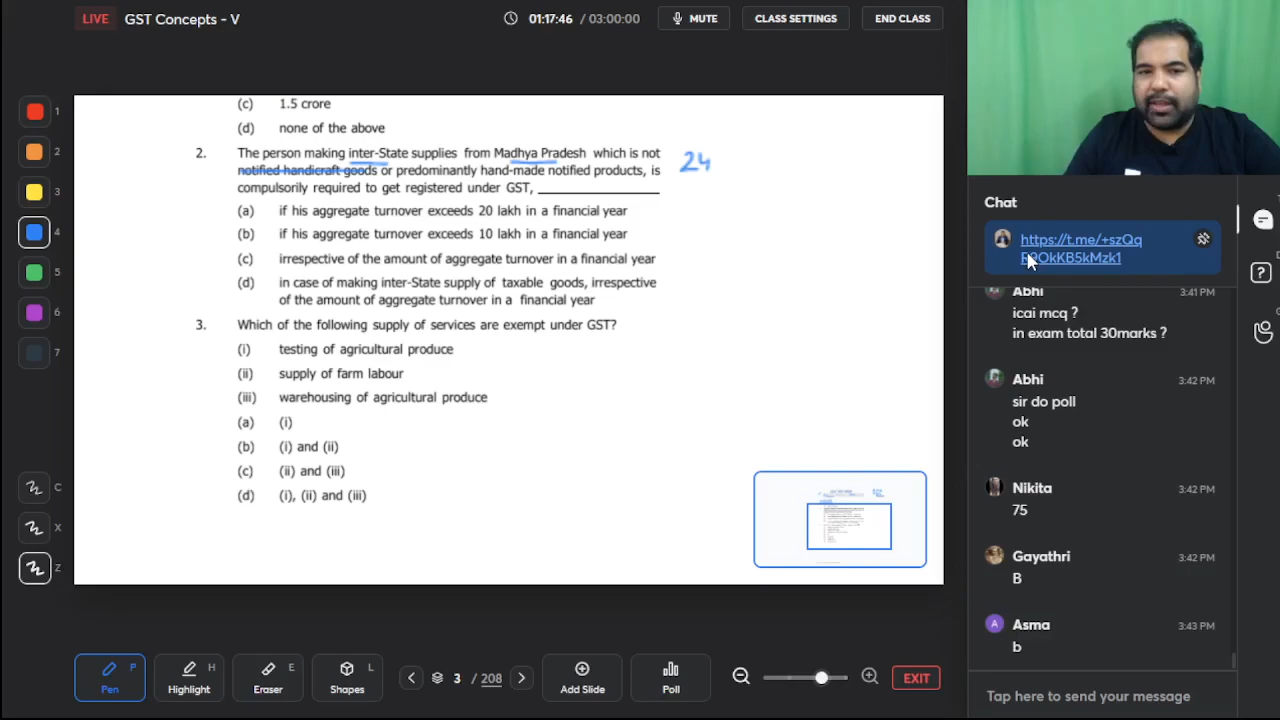 LIVE GST Concepts - V
01:17:46 / 03:00:00
MUTE
CLASS SETTINGS
END CLASS
1
2
3
4
5
6
7
C
X
Z
(c) 1.5 crore
(d) none of the above
2. The person making inter-State supplies from Madhya Pradesh which is not
notified handicraft goods or predominantly hand-made notified products, is
compulsorily required to get registered under GST, ____________
24
(a) if his aggregate turnover exceeds 20 lakh in a financial year
(b) if his aggregate turnover exceeds 10 lakh in a financial year
(c) irrespective of the amount of aggregate turnover in a financial year
(d) in case of making inter-State supply of taxable goods, irrespective
of the amount of aggregate turnover in a financial year
3. Which of the following supply of services are exempt under GST?
(i) testing of agricultural produce
(ii) supply of farm labour
(iii) warehousing of agricultural produce
(a) (i)
(b) (i) and (ii)
(c) (ii) and (iii)
(d) (i), (ii) and (iii)
Chat
https://t.me/+szQq
OkKB5kMzk1
Abhi 3:41 PM
icai mcq ?
in exam total 30marks ?
Abhi 3:42 PM
sir do poll
ok
ok
Nikita 3:42 PM
75
Gayathri 3:42 PM
B
A Asma 3:43 PM
b
Tap here to send your message
Pen P
Highlight H
Eraser E
Shapes L
3 / 208
Add Slide
Poll
EXIT